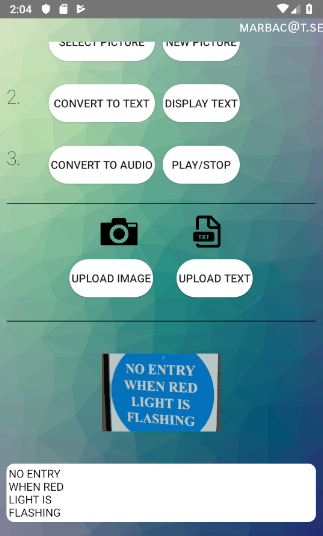 2:04
MARBAC@T.SE
SELECT PICTURE NEW PICTURE
2. CONVERT TO TEXT DISPLAY TEXT
3. CONVERT TO AUDIO PLAY/STOP
TXT
UPLOAD IMAGE UPLOAD TEXT
NO ENTRY
WHEN RED
LIGHT IS
FLASHING
NO ENTRY
WHEN RED
LIGHT IS
FLASHING